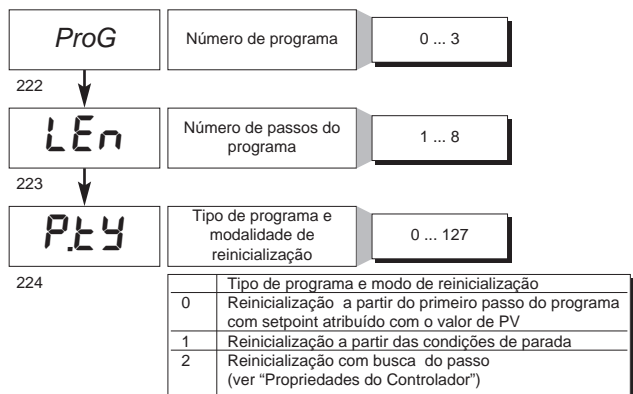 ProG
Número de programa
0 ... 3
222
LEn
Número de passos do
programa
1 ... 8
223
P.tY
Tipo de programa e
modalidade de
reinicialização
0 ... 127
224
Tipo de programa e modo de reinicialização
0 Reinicialização a partir do primeiro passo do programa
com setpoint atribuído com o valor de PV
1 Reinicialização a partir das condições de parada
2 Reinicialização com busca do passo
(ver "Propriedades do Controlador")